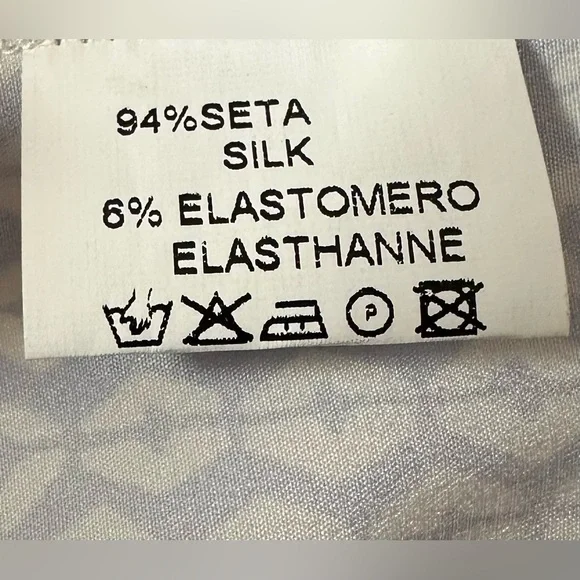 94%SETA
SILK
6% ELASTOMERO
ELASTHANNE
P